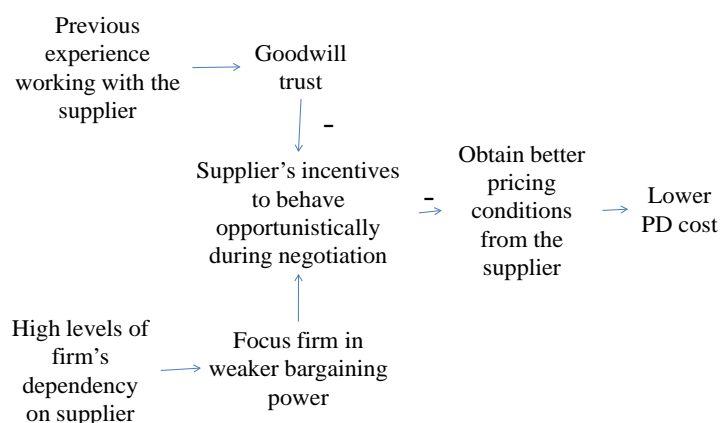 Previous
experience
working with the
supplier
Goodwill
trust
-
Supplier’s incentives
to behave
opportunistically
during negotiation
-
Obtain better
pricing
conditions
from the
supplier
Lower
PD cost
High levels of
firm’s
dependency
on supplier
Focus firm in
weaker bargaining
power